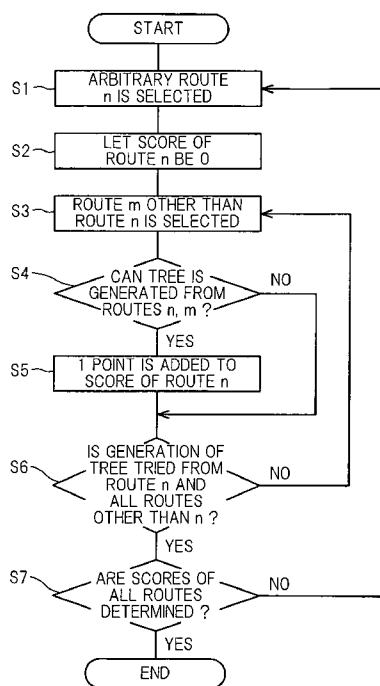 START
S1
ARBITRARY ROUTE
n IS SELECTED
S2
LET SCORE OF
ROUTE n BE 0
S3
ROUTE m OTHER THAN
ROUTE n IS SELECTED
S4
CAN TREE IS
GENERATED FROM
ROUTES n, m ?
NO
YES
S5
1 POINT IS ADDED TO
SCORE OF ROUTE n
S6
IS GENERATION OF
TREE TRIED FROM
ROUTE n AND
ALL ROUTES
OTHER THAN n ?
NO
YES
S7
ARE SCORES OF
ALL ROUTES
DETERMINED ?
NO
YES
END